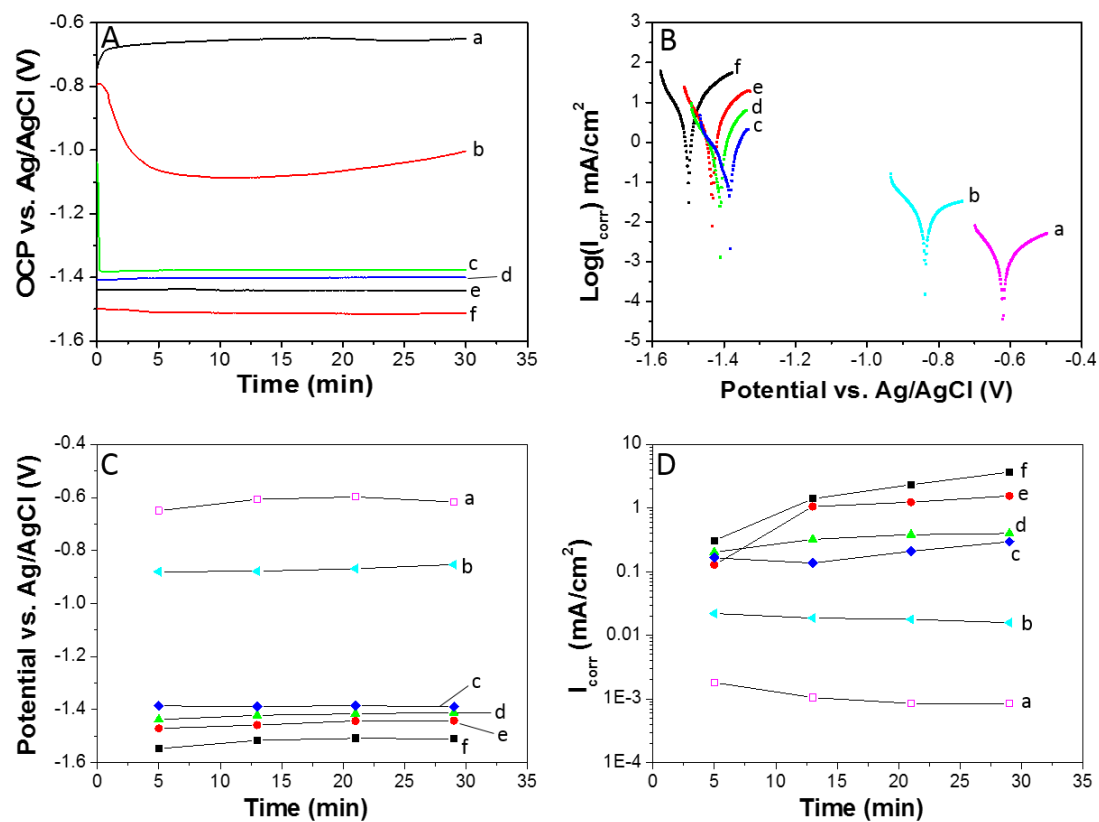 A
-0.6
-0.8
-1.0
-1.2
-1.4
-1.6
OCP vs. Ag/AgCl (V)
a
b
c
d
e
f
0 5 10 15 20 25 30 35
Time (min)
B
3
2
1
0
-1
-2
-3
-4
-5
Log(I_corr) mA/cm²
f
e
d
c
b
a
-1.6 -1.4 -1.2 -1.0 -0.8 -0.6 -0.4
Potential vs. Ag/AgCl (V)
C
-0.4
-0.6
-0.8
-1.0
-1.2
-1.4
-1.6
Potential vs. Ag/AgCl (V)
a
b
c
d
e
f
0 5 10 15 20 25 30 35
Time (min)
D
10
1
0.1
0.01
1E-3
1E-4
I_corr (mA/cm²)
f
e
d
c
b
a
0 5 10 15 20 25 30 35
Time (min)